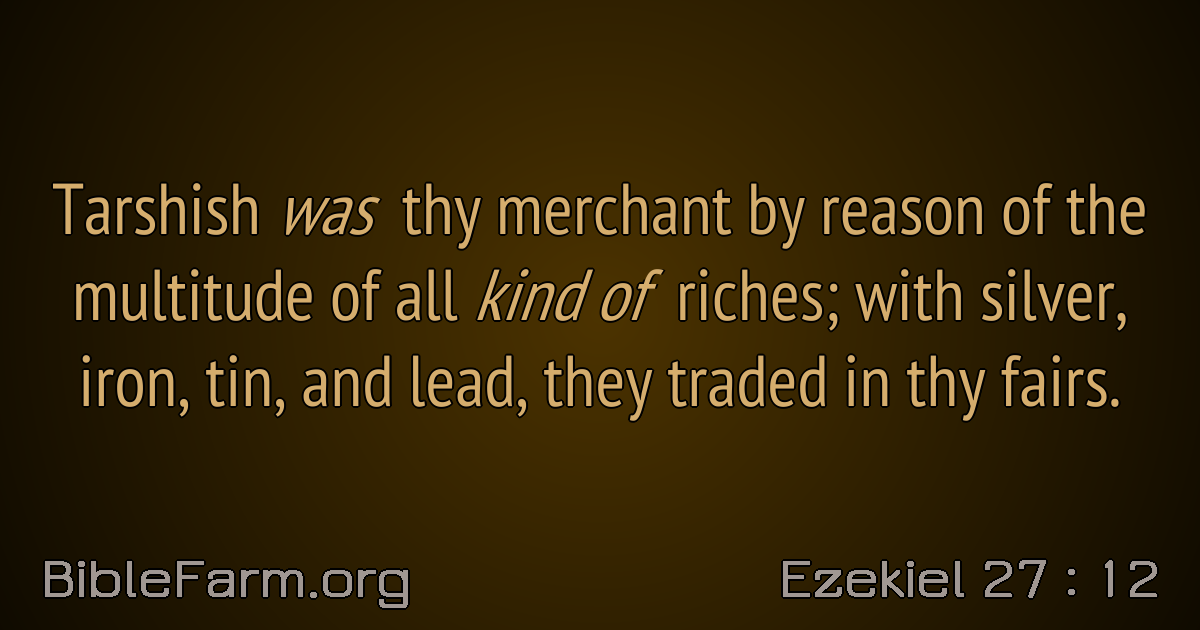 Tarshish was thy merchant by reason of the
multitude of all kind of riches; with silver,
iron, tin, and lead, they traded in thy fairs.
BibleFarm.org
Ezekiel 27 : 12